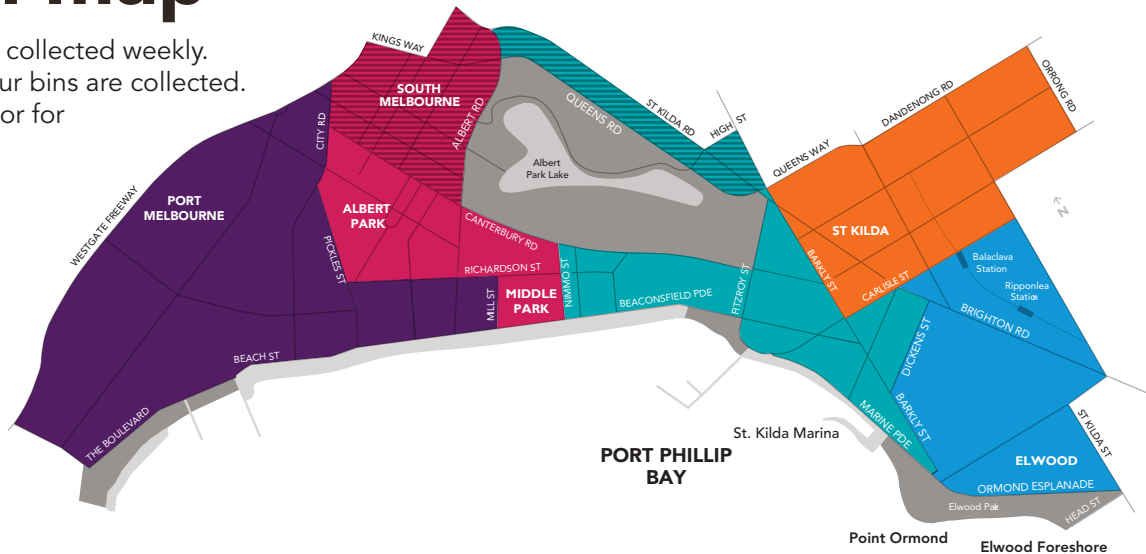 map
collected weekly.
ur bins are collected.
or for
KINGS WAY
SOUTH
MELBOURNE
ALBERT RD
CITY RD
QUEENS RD
ST KILDA RD
HIGH ST
QUEENS WAY
DANDENONG RD
ORRONG RD
Albert
Park Lake
PORT
MELBOURNE
WESTGATE FREEWAY
ALBERT
PARK
PICKLES ST
CANTERBURY RD
RICHARDSON ST
MILL ST
MIDDLE
PARK
NIMMO ST
BEACONSFIELD PDE
FITZROY ST
BARKLY ST
ST KILDA
CARLISLE ST
N
Balaclava
Station
Ripponlea
Station
BRIGHTON RD
DICKENS ST
BARKLY ST
MARINE PDE
BEACH ST
THE BOULEVARD
St. Kilda Marina
PORT PHILLIP
BAY
ST KILDA ST
ELWOOD
ORMOND ESPLANADE
Elwood Pak
HEAD ST
Point Ormond
Elwood Foreshore